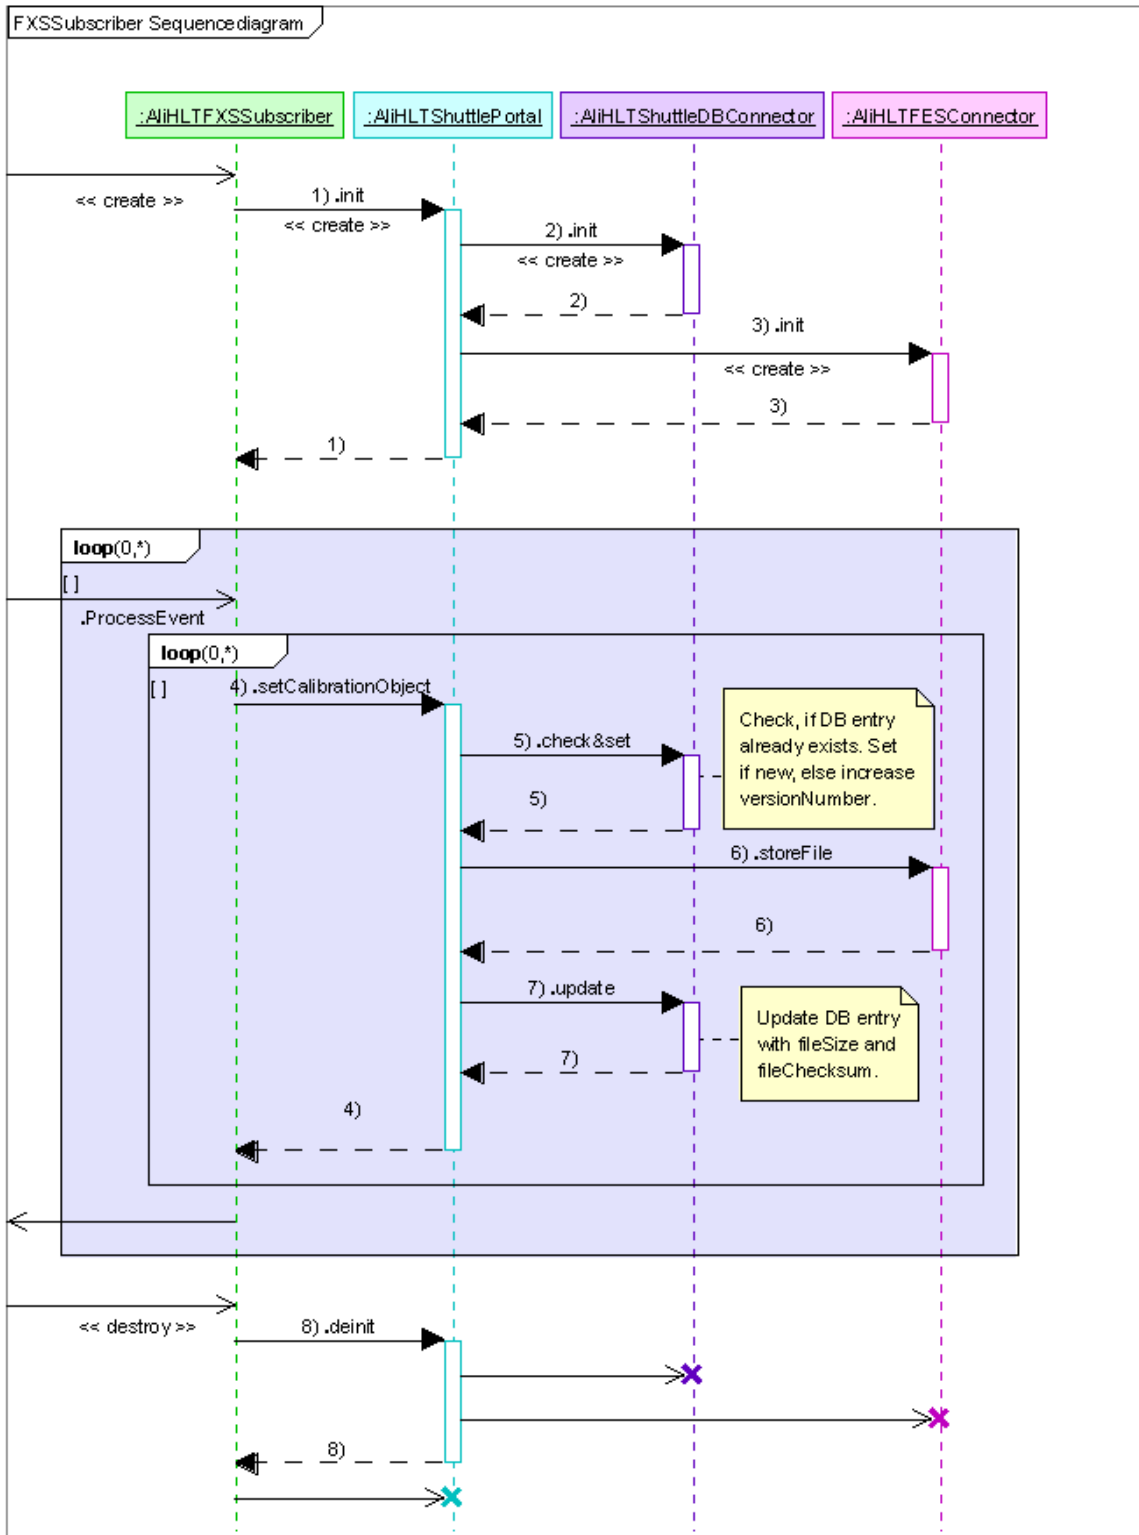 FXSSubscriber Sequencediagram
:AliHLTFXSSubscriber
:AliHLTShuttlePortal
:AliHLTShuttleDBConnector
:AliHLTFESConnector
<< create >>
1) .init
<< create >>
2) .init
<< create >>
2)
3) .init
<< create >>
3)
1)
loop(0,*)
[ ]
.ProcessEvent
loop(0,*)
[ ]
4) .setCalibrationObject
5) .check&set
Check, if DB entry
already exists. Set
if new, else increase
versionNumber.
5)
6) .storeFile
6)
7) .update
Update DB entry
with fileSize and
fileChecksum.
7)
4)
<< destroy >>
8) .deinit
8)